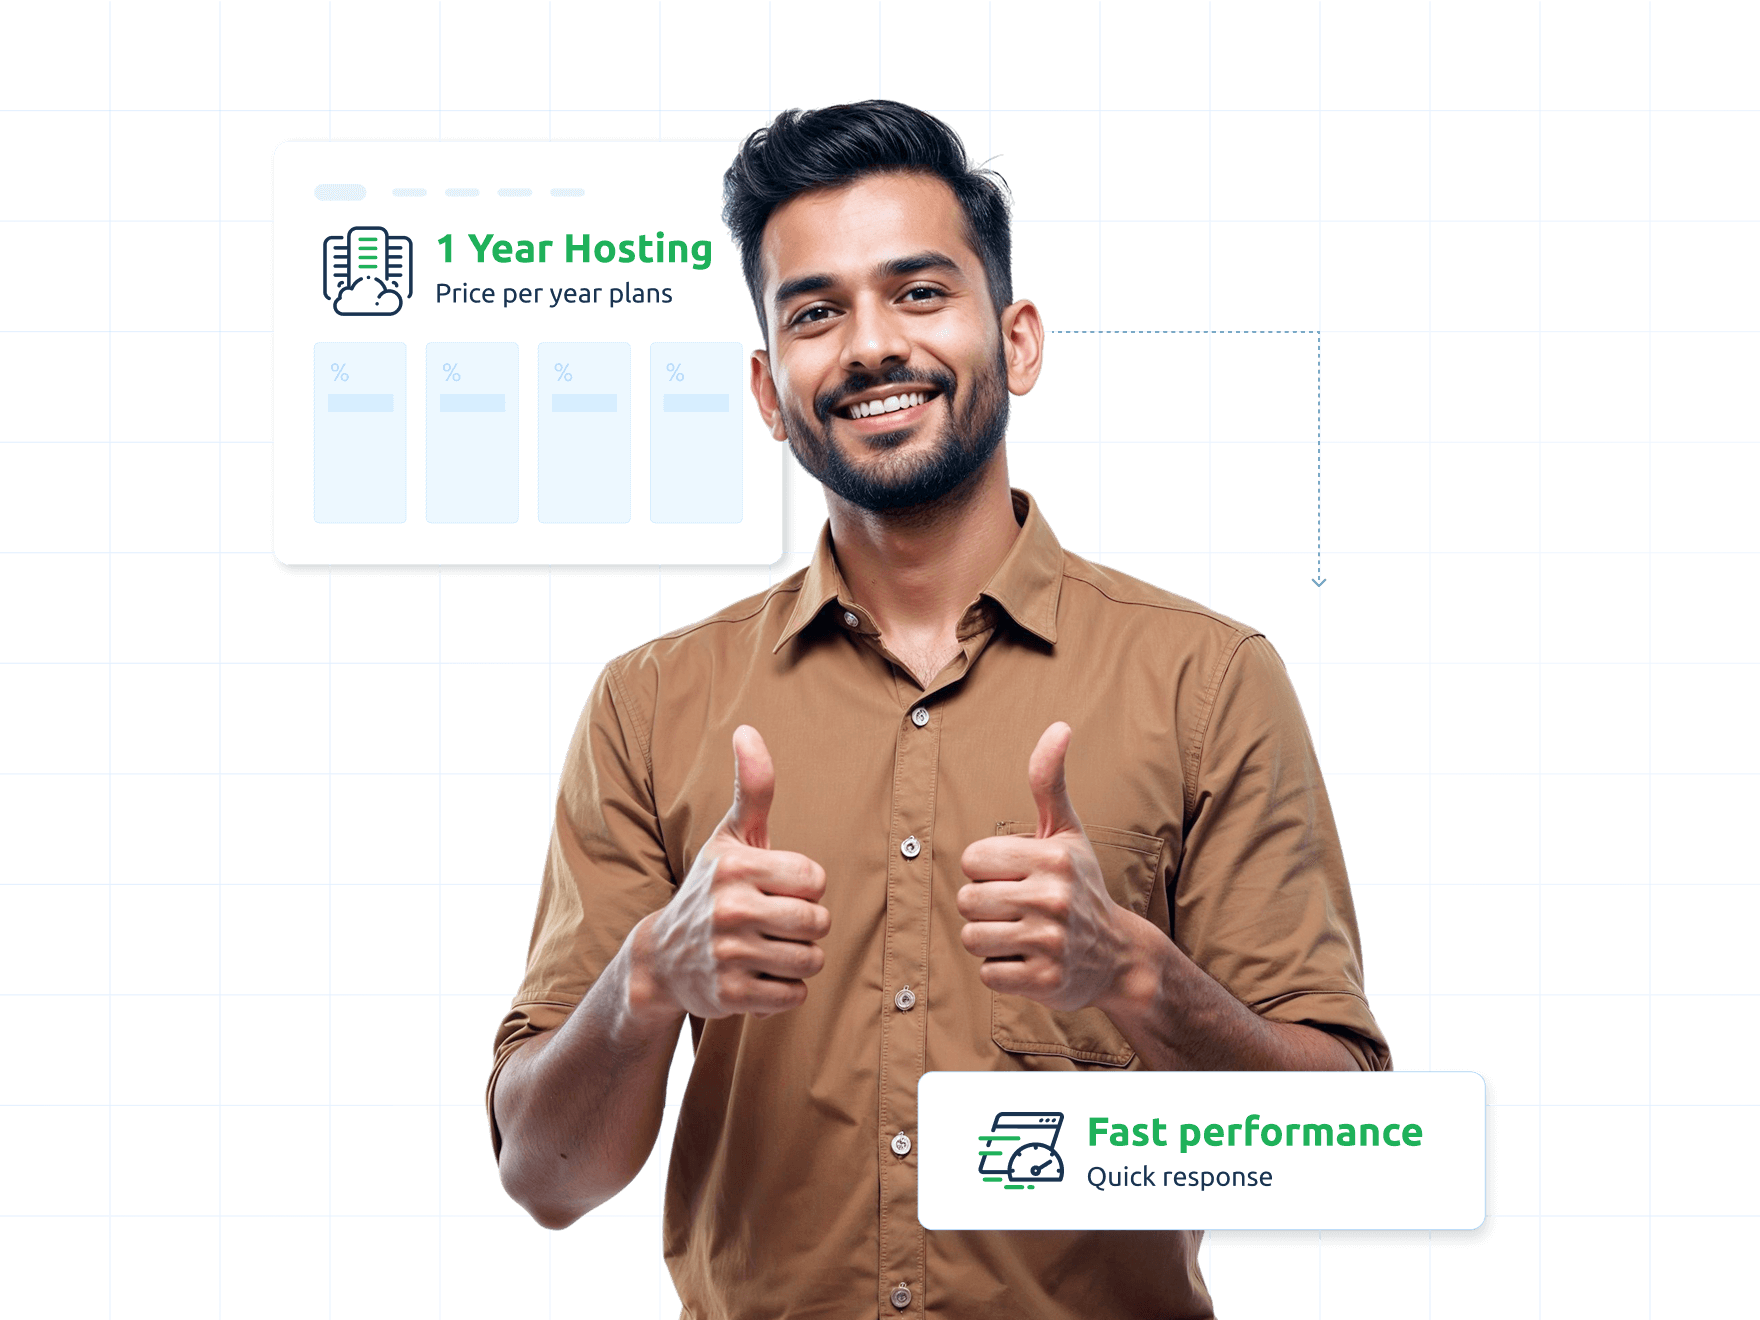 1 Year Hosting
Price per year plans
% % % %
Fast performance
Quick response